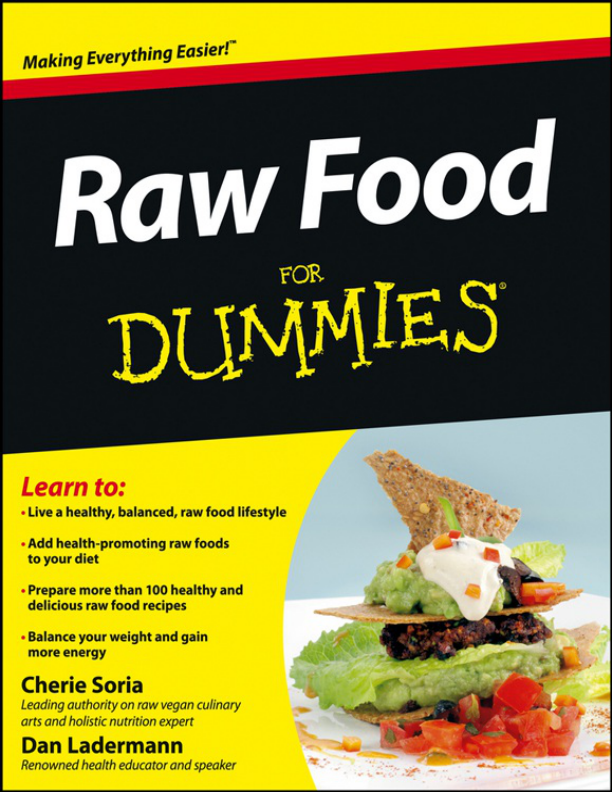 Making Everything Easier!™
Raw Food
FOR
DUMMIES®
Learn to:
• Live a healthy, balanced, raw food lifestyle
• Add health-promoting raw foods
to your diet
• Prepare more than 100 healthy and
delicious raw food recipes
• Balance your weight and gain
more energy
Cherie Soria
Leading authority on raw vegan culinary
arts and holistic nutrition expert
Dan Ladermann
Renowned health educator and speaker